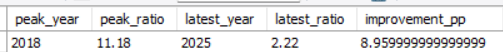 peak_year peak_ratio latest_year latest_ratio improvement_pp
2018 11.18 2025 2.22 8.959999999999999